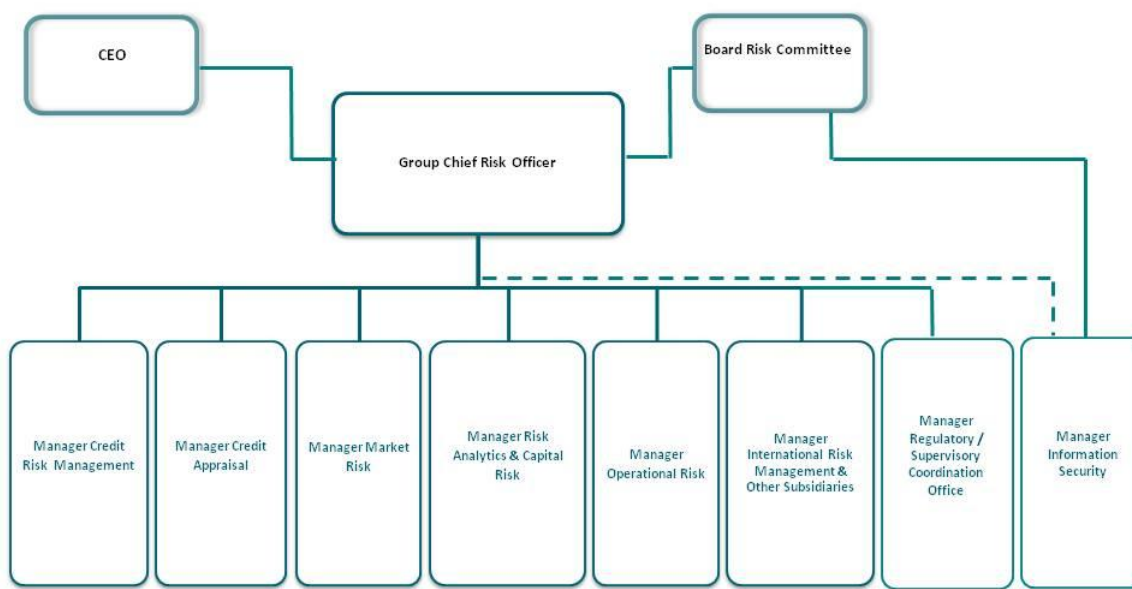 CEO
Board Risk Committee
Group Chief Risk Officer
Manager Credit
Risk Management
Manager Credit
Appraisal
Manager Market
Risk
Manager Risk
Analytics & Capital
Risk
Manager
Operational Risk
Manager
International Risk
Management &
Other Subsidiaries
Manager
Regulatory /
Supervisory
Coordination
Office
Manager
Information
Security